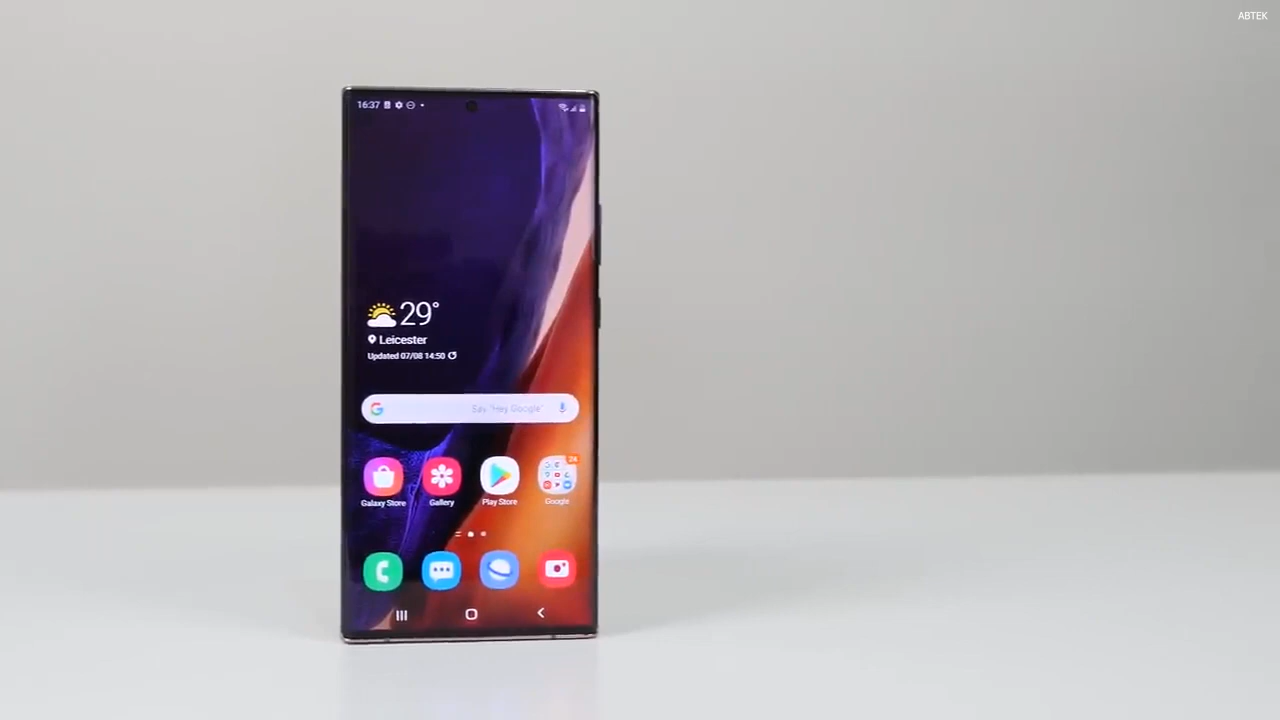 ABTEK
16:37
29°
Leicester
Updated 07/08 14:50
Say "Hey Google"
24
Galaxy Store
Gallery
Play Store
Google